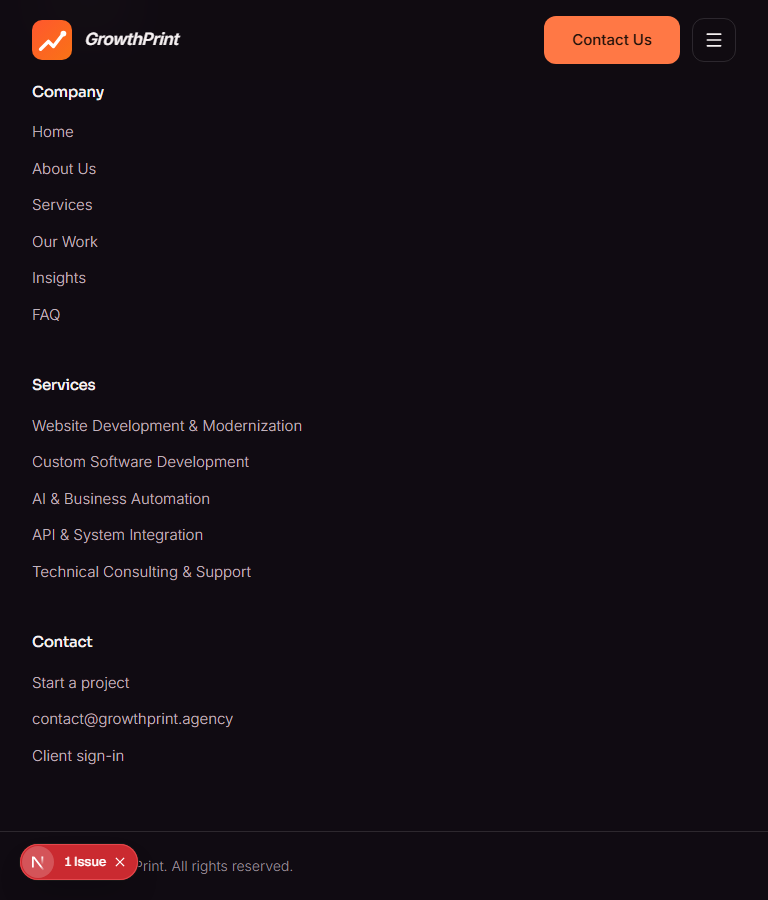 GrowthPrint
Contact Us
Company
Home
About Us
Services
Our Work
Insights
FAQ
Services
Website Development & Modernization
Custom Software Development
AI & Business Automation
API & System Integration
Technical Consulting & Support
Contact
Start a project
contact@growthprint.agency
Client sign-in
N 1 Issue
Print. All rights reserved.